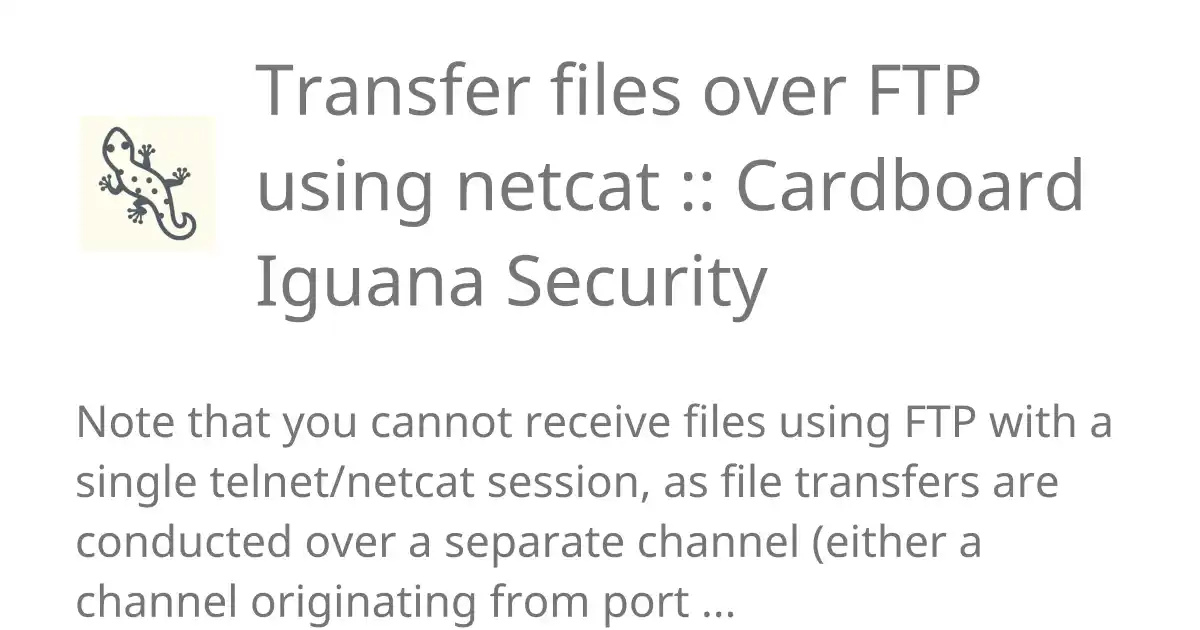 Transfer files over FTP
using netcat :: Cardboard
Iguana Security
Note that you cannot receive files using FTP with a
single telnet/netcat session, as file transfers are
conducted over a separate channel (either a
channel originating from port ...